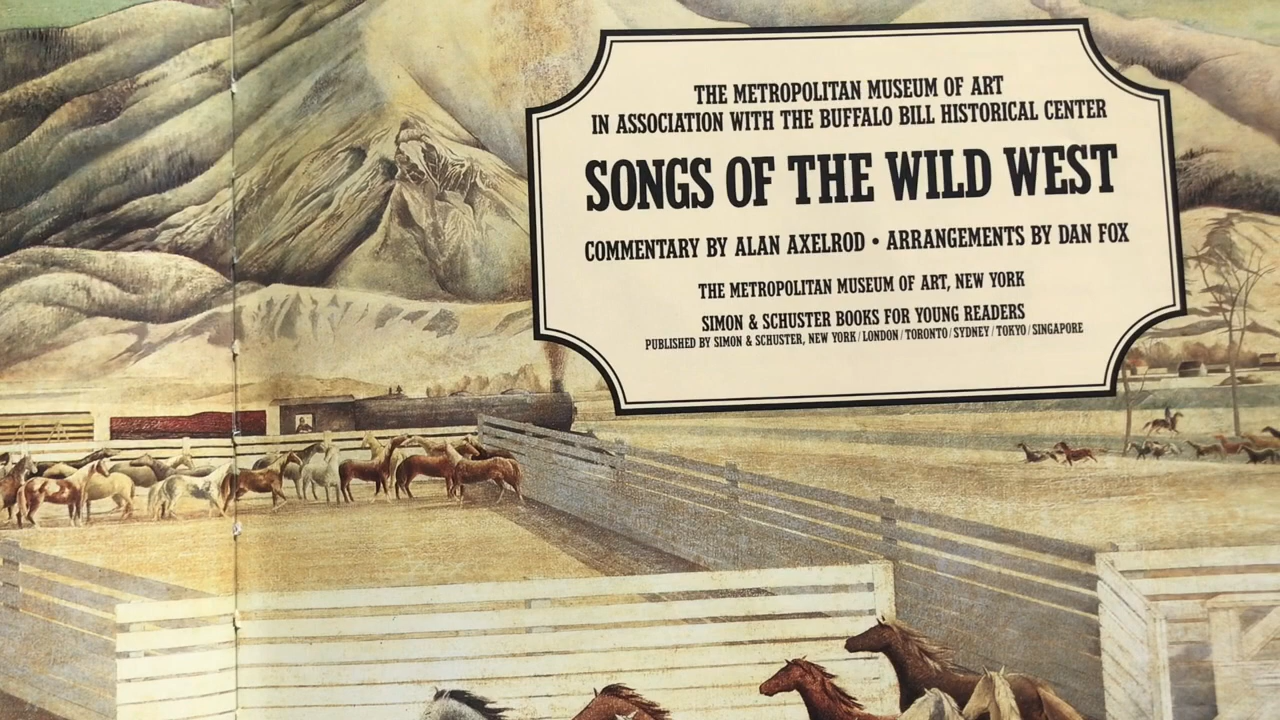 THE METROPOLITAN MUSEUM OF ART
IN ASSOCIATION WITH THE BUFFALO BILL HISTORICAL CENTER
SONGS OF THE WILD WEST
COMMENTARY BY ALAN AXELROD • ARRANGEMENTS BY DAN FOX
THE METROPOLITAN MUSEUM OF ART, NEW YORK
SIMON & SCHUSTER BOOKS FOR YOUNG READERS
PUBLISHED BY SIMON & SCHUSTER, NEW YORK/LONDON/TORONTO/SYDNEY/TOKYO/SINGAPORE